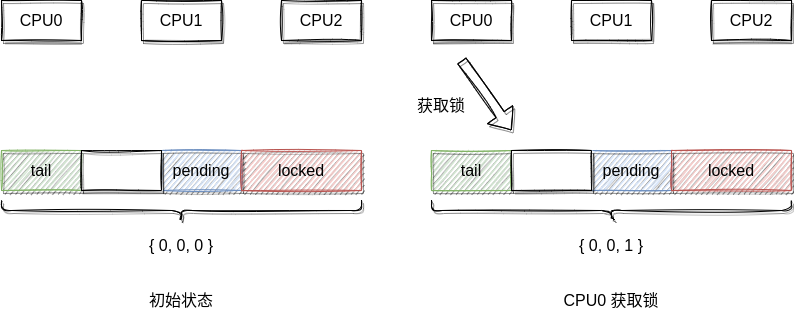 CPU0 CPU1 CPU2 CPU0 CPU1 CPU2
获取锁
tail pending locked tail pending locked
{ 0, 0, 0 } { 0, 0, 1 }
初始状态 CPU0 获取锁